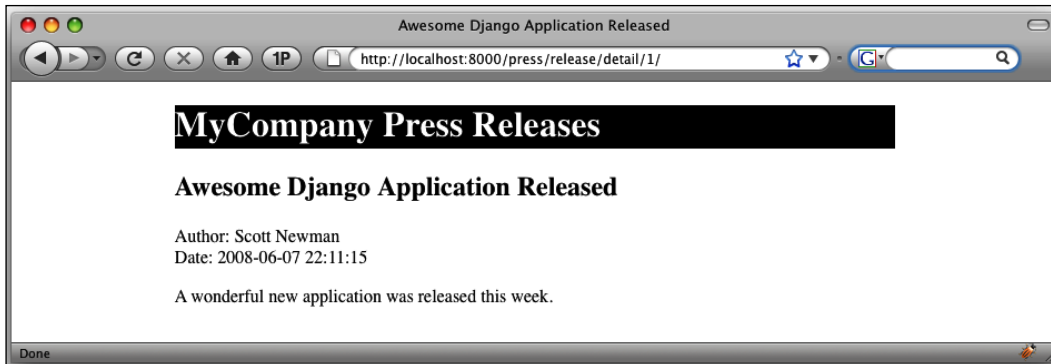 Awesome Django Application Released
1P
http://localhost:8000/press/release/detail/1/
G
MyCompany Press Releases
Awesome Django Application Released
Author: Scott Newman
Date: 2008-06-07 22:11:15
A wonderful new application was released this week.
Done